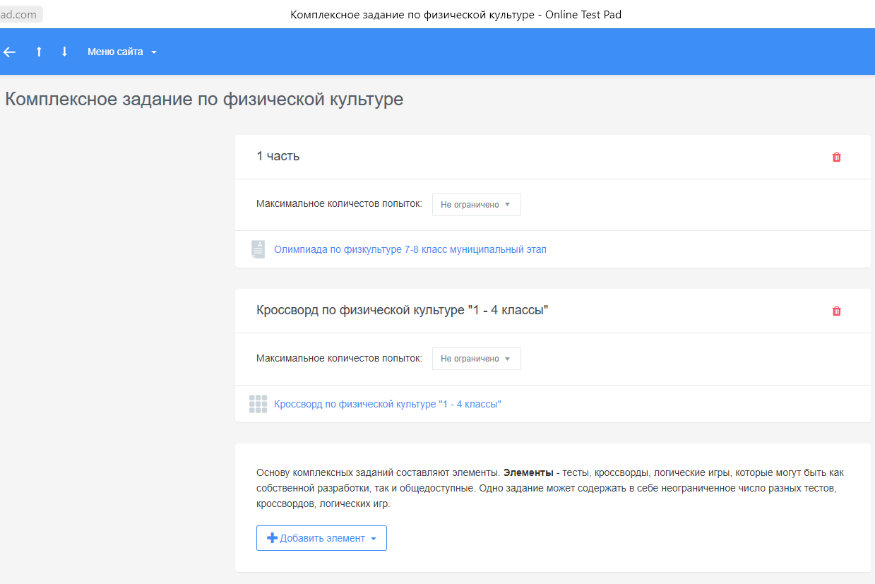 ad.com
Комплексное задание по физической культуре - Online Test Pad
Меню сайта
Комплексное задание по физической культуре
1 часть
Максимальное количестов попыток:
Не ограничено
Олимпиада по физкультуре 7-8 класс муниципальный этап
Кроссворд по физической культуре "1 - 4 классы"
Максимальное количестов попыток:
Не ограничено
Кроссворд по физической культуре "1 - 4 классы"
Основу комплексных заданий составляют элементы. Элементы - тесты, кроссворды, логические игры, которые могут быть как
собственной разработки, так и общедоступные. Одно задание может содержать в себе неограниченное число разных тестов,
кроссвордов, логических игр.
Добавить элемент